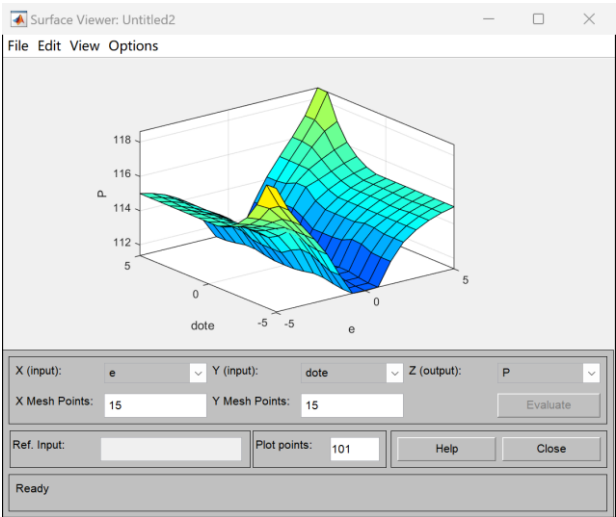 Surface Viewer: Untitled2
File Edit View Options
118
116
114
112
P
5
0
-5
dote
-5
0
5
e
X (input): e Y (input): dote Z (output): P
X Mesh Points: 15 Y Mesh Points: 15 Evaluate
Ref. Input: Plot points: 101 Help Close
Ready